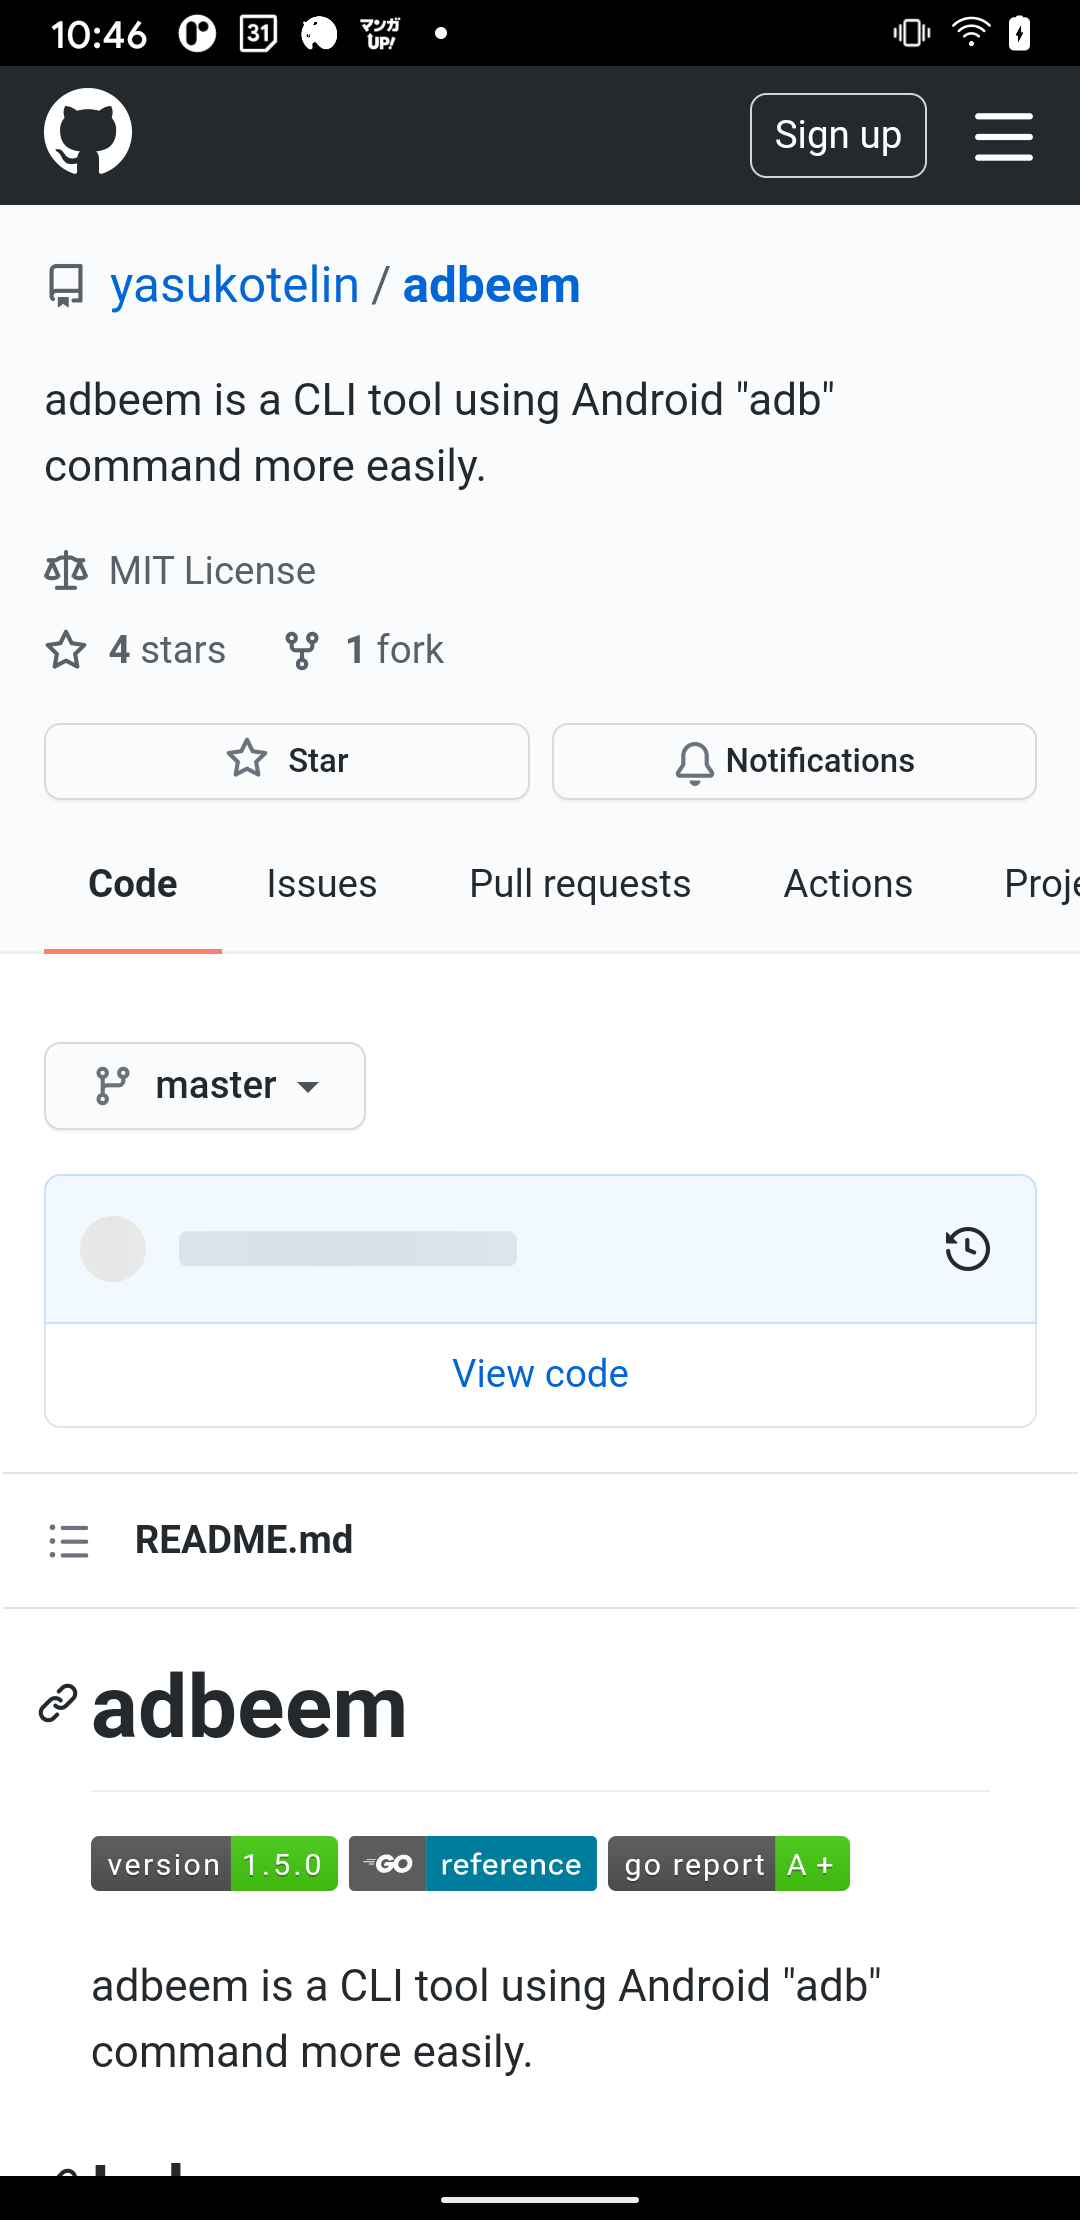 10:46 31 マンガUP!
Sign up
yasukotelin / adbeem
adbeem is a CLI tool using Android "adb"
command more easily.
MIT License
4 stars 1 fork
Star Notifications
Code Issues Pull requests Actions Proje
master
View code
README.md
adbeem
version 1.5.0 GO reference go report A +
adbeem is a CLI tool using Android "adb"
command more easily.